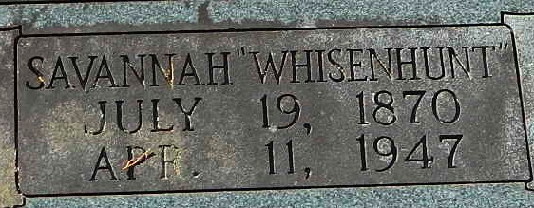 SAVANNAH "WHISENHUNT"
JULY 19, 1870
APR. 11, 1947